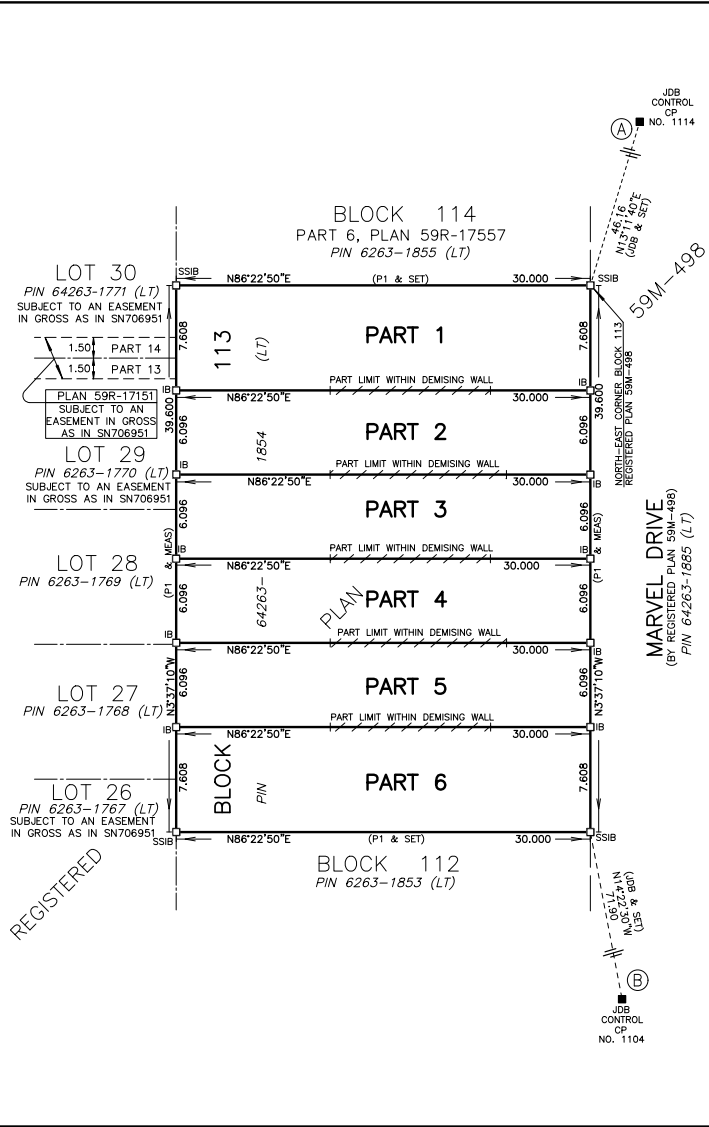 JDB
CONTROL
CP
NO. 1114
A
46.16
N13°11'40"E
(JDB & SET)
BLOCK 114
PART 6, PLAN 59R-17557
PIN 6263-1855 (LT)
59M-498
LOT 30
PIN 64263-1771 (LT)
SUBJECT TO AN EASEMENT
IN GROSS AS IN SN706951
SSIB
N86°22'50"E
(P1 & SET)
30.000
SSIB
7.608
113
(LT)
PART 1
7.608
1.50
PART 14
1.50
PART 13
NORTH-EAST CORNER BLOCK 113
REGISTERED PLAN 59M-498
PART LIMIT WITHIN DEMISING WALL
IB
N86°22'50"E
30.000
IB
PLAN 59R-17151
SUBJECT TO AN
EASEMENT IN GROSS
AS IN SN706951
39.600
6.096
1854
PART 2
39.600
6.096
LOT 29
PIN 6263-1770 (LT)
SUBJECT TO AN EASEMENT
IN GROSS AS IN SN706951
PART LIMIT WITHIN DEMISING WALL
IB
N86°22'50"E
30.000
IB
6.096
PART 3
6.096
MARVEL DRIVE
(BY REGISTERED PLAN 59M-498)
PIN 64263-1885 (LT)
LOT 28
PIN 6263-1769 (LT)
PART LIMIT WITHIN DEMISING WALL
IB
N86°22'50"E
30.000
IB
(P1 & MEAS)
6.096
64263-
PLAN
PART 4
6.096
(P1 & MEAS)
PART LIMIT WITHIN DEMISING WALL
IB
N86°22'50"E
30.000
IB
LOT 27
PIN 6263-1768 (LT)
N3°37'10"W
6.096
PART 5
6.096
N3°37'10"W
PART LIMIT WITHIN DEMISING WALL
IB
N86°22'50"E
30.000
IB
LOT 26
PIN 6263-1767 (LT)
SUBJECT TO AN EASEMENT
IN GROSS AS IN SN706951
7.608
BLOCK
PIN
PART 6
7.608
SSIB
N86°22'50"E
(P1 & SET)
30.000
SSIB
BLOCK 112
PIN 6263-1853 (LT)
REGISTERED
(JDB & SET)
N14°22'30"W
71.90
B
JDB
CONTROL
CP
NO. 1104